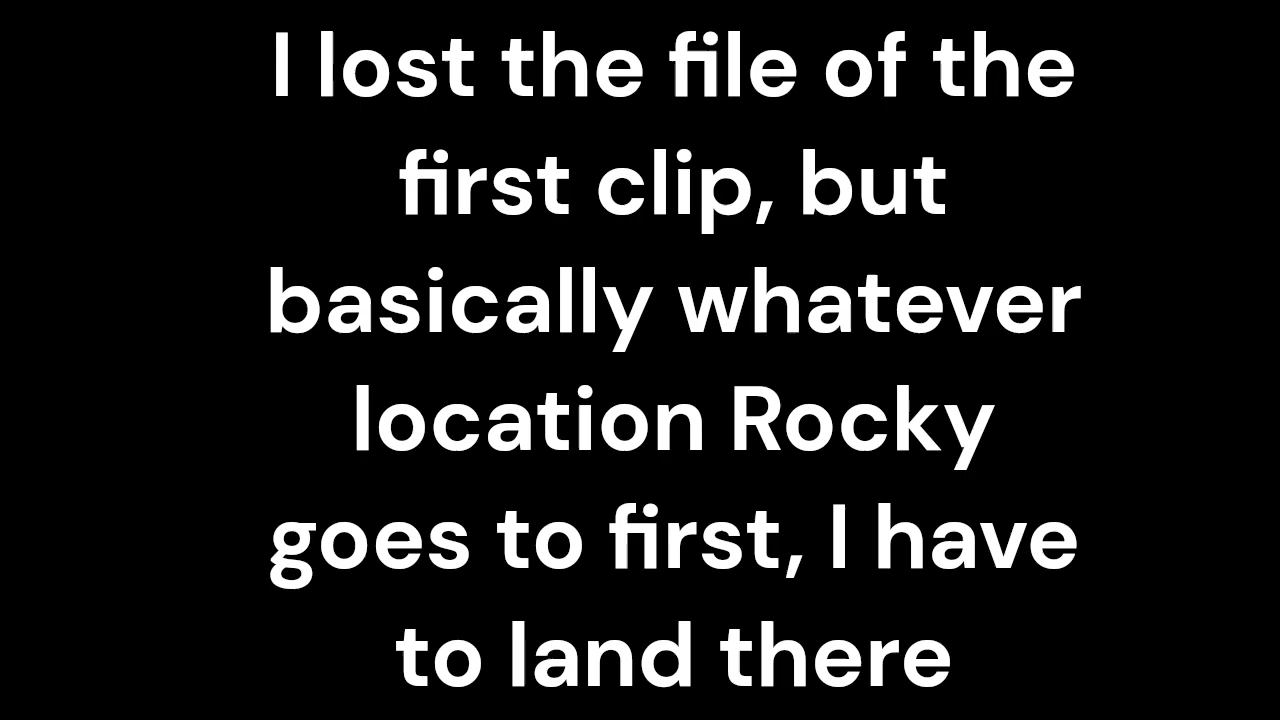 I lost the file of the
first clip, but
basically whatever
location Rocky
goes to first, I have
to land there